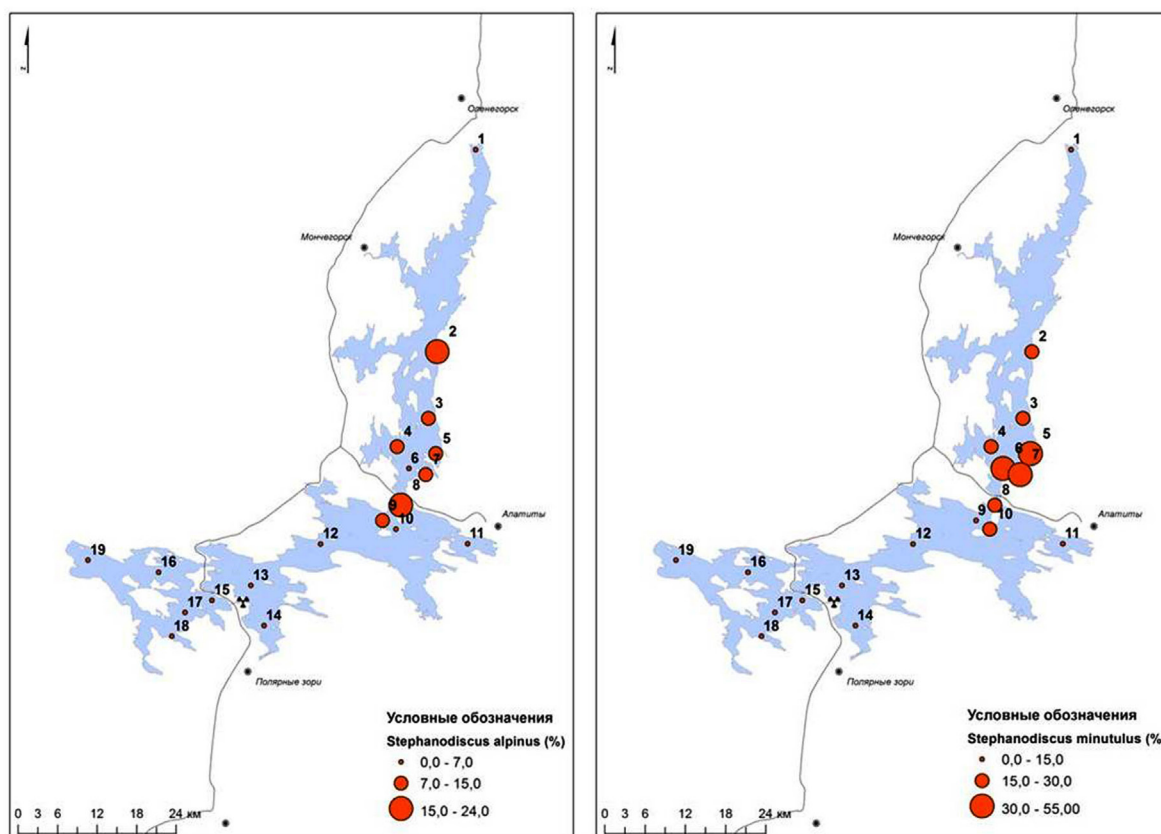 z
Оленегорск
1
Мончегорск
2
3
4
5
6
7
8
9
10
Апатиты
11
12
19
16
13
15
17
14
18
Полярные зори
Условные обозначения
Stephanodiscus alpinus (%)
0,0 - 7,0
7,0 - 15,0
15,0 - 24,0
0 3 6 12 18 24 км
z
Оленегорск
1
Мончегорск
2
3
4
5
6
7
8
9
10
Апатиты
11
12
19
16
13
15
17
14
18
Полярные зори
Условные обозначения
Stephanodiscus minutulus (%
0,0 - 15,0
15,0 - 30,0
30,0 - 55,00
0 3 6 12 18 24 км